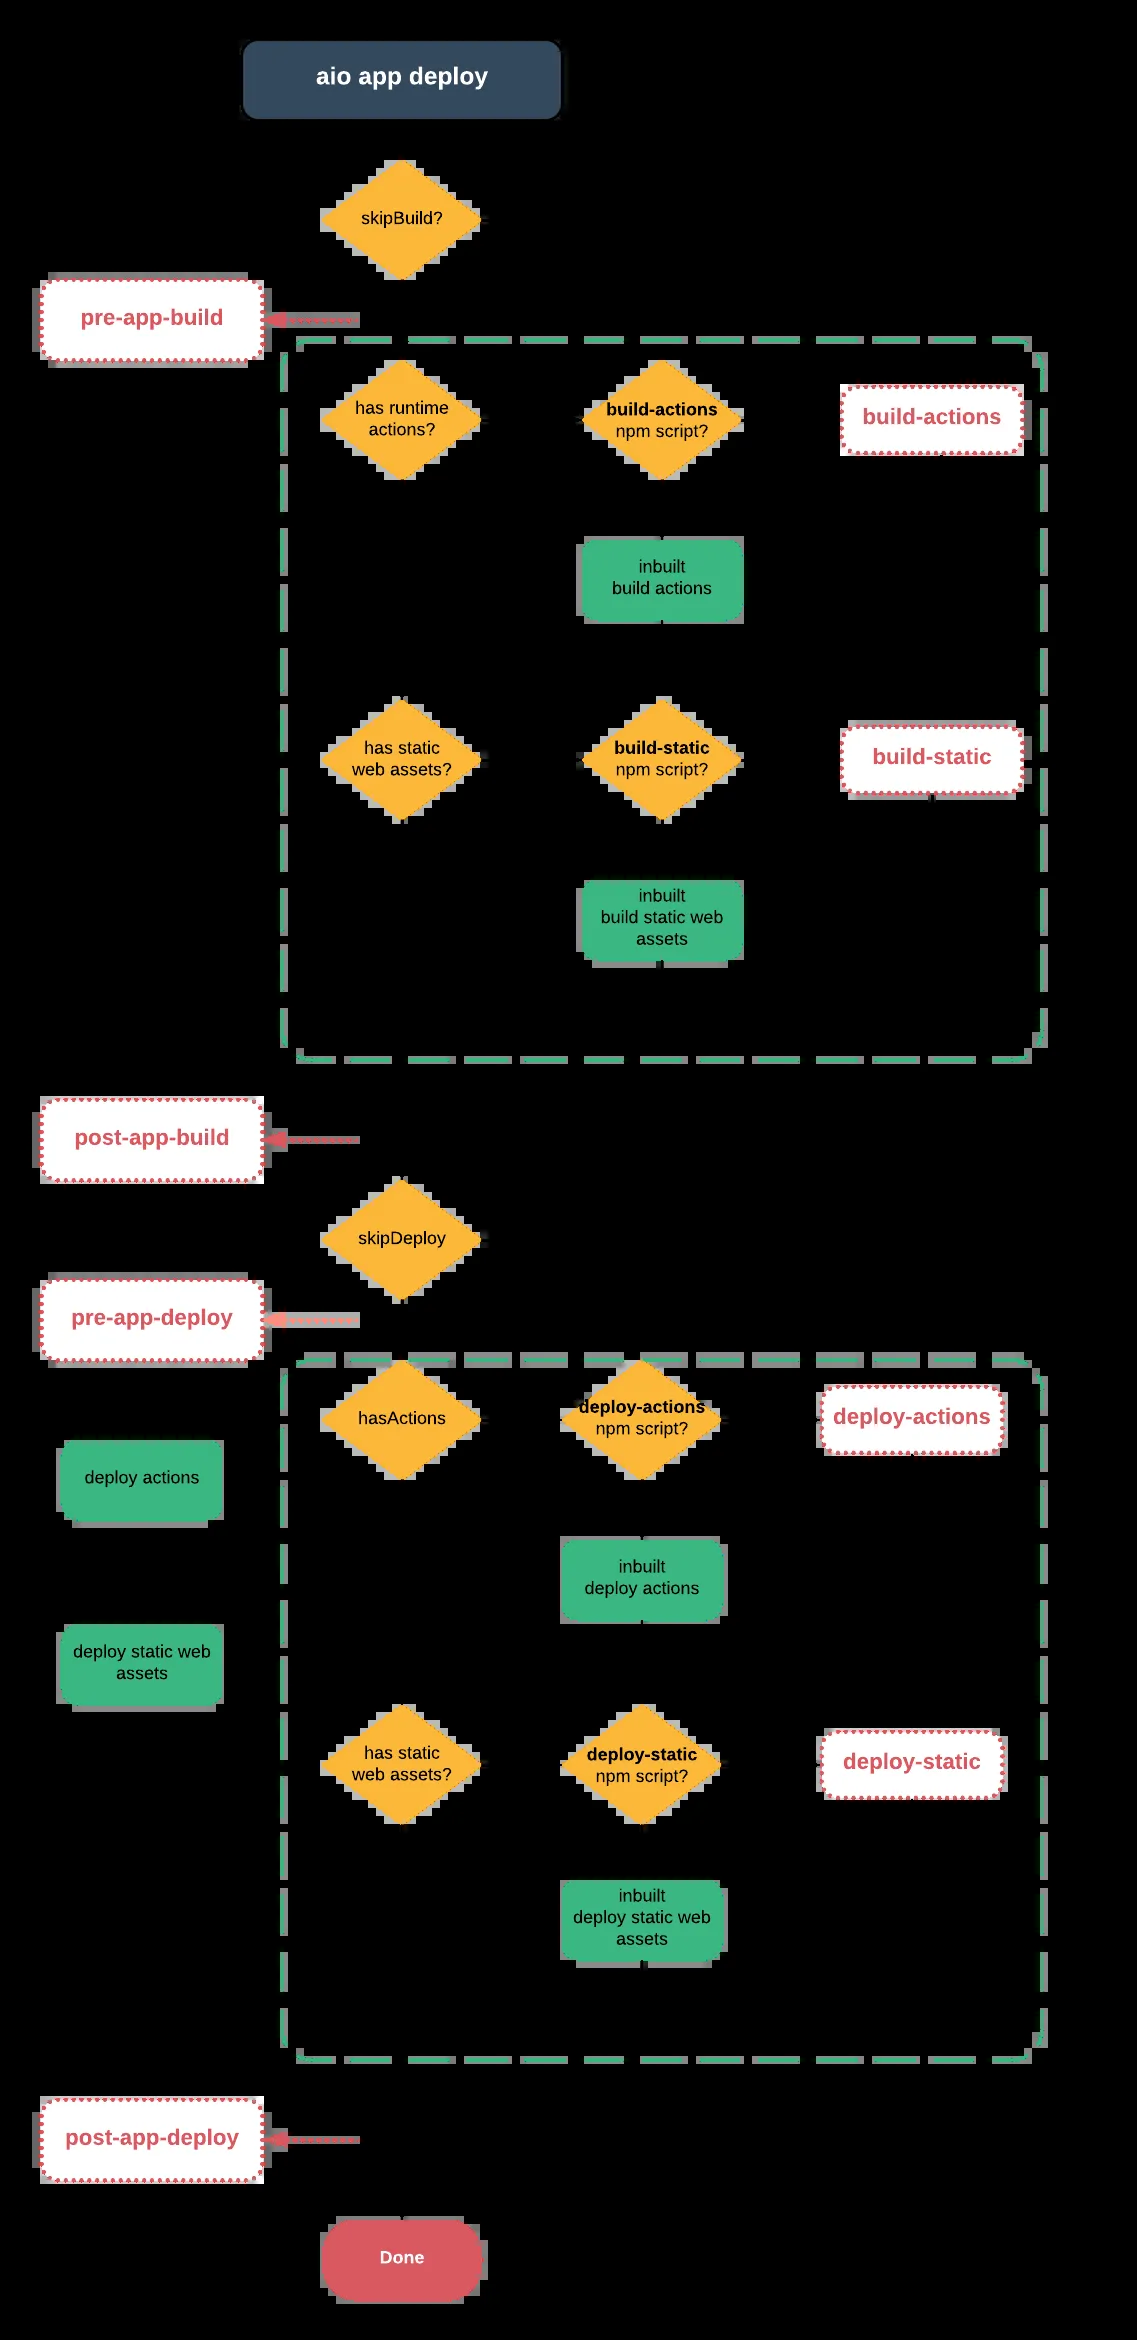 aio app deploy
skipBuild?
pre-app-build
has runtime
actions?
build-actions
npm script?
build-actions
inbuilt
build actions
has static
web assets?
build-static
npm script?
build-static
inbuilt
build static web
assets
post-app-build
skipDeploy
pre-app-deploy
hasActions
deploy-actions
npm script?
deploy-actions
deploy actions
inbuilt
deploy actions
deploy static web
assets
has static
web assets?
deploy-static
npm script?
deploy-static
inbuilt
deploy static web
assets
post-app-deploy
Done